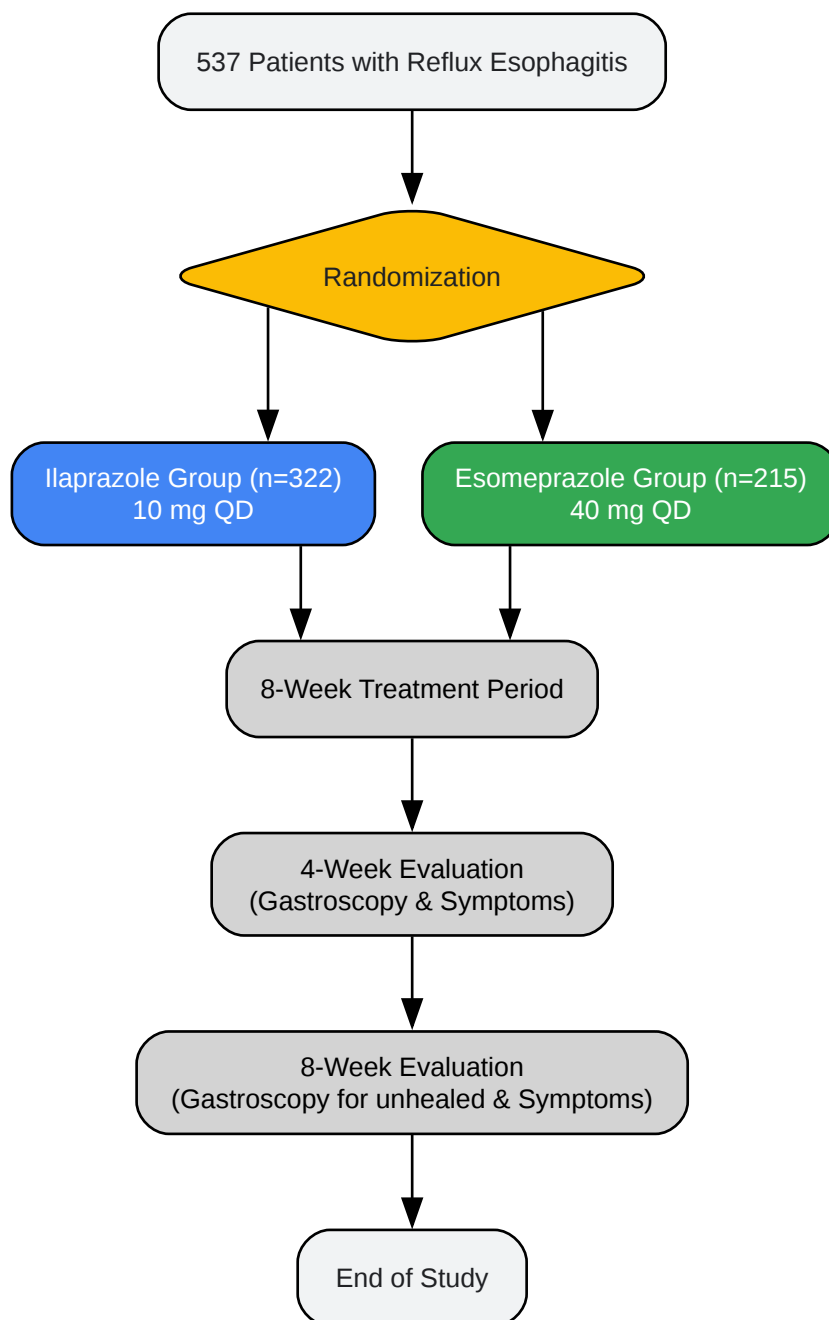 537 Patients with Reflux Esophagitis
Randomization
Ilaprazole Group (n=322)
10 mg QD
Esomeprazole Group (n=215)
40 mg QD
8-Week Treatment Period
4-Week Evaluation
(Gastroscopy & Symptoms)
8-Week Evaluation
(Gastroscopy for unhealed & Symptoms)
End of Study